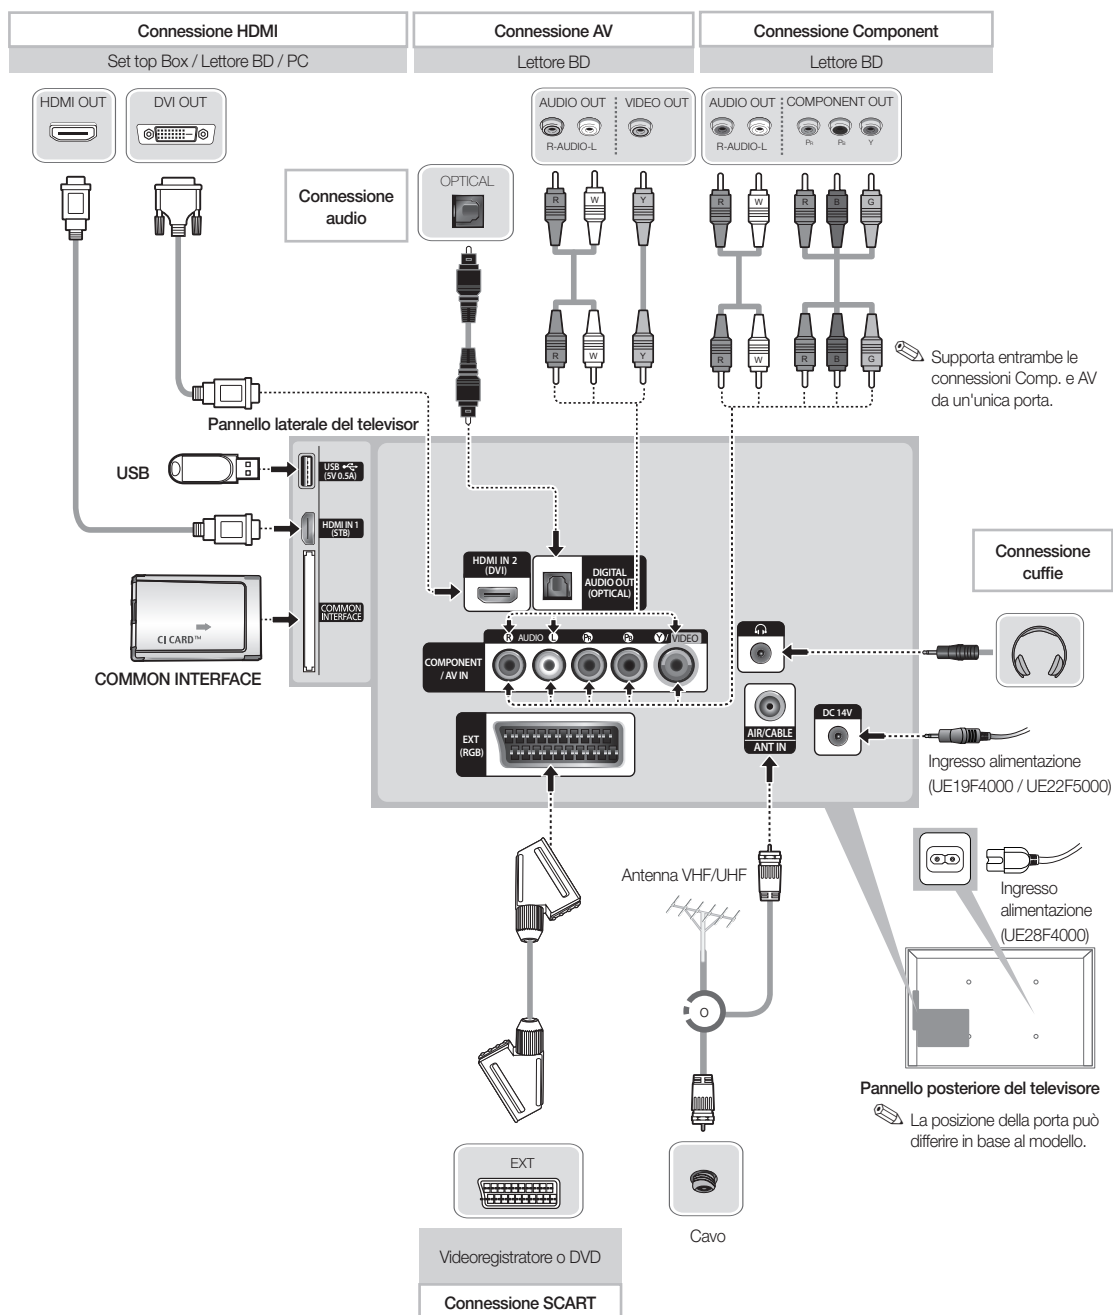 Connessione HDMI
Set top Box / Lettore BD / PC
Connessione AV
Lettore BD
Connessione Component
Lettore BD
HDMI OUT
DVI OUT
AUDIO OUT
VIDEO OUT
R-AUDIO-L
AUDIO OUT
COMPONENT OUT
R-AUDIO-L
PR
PB
Y
Connessione
audio
OPTICAL
R
W
Y
R
W
R
B
G
R
W
Y
R
W
R
B
G
Supporta entrambe le
connessioni Comp. e AV
da un'unica porta.
Pannello laterale del televisor
USB
USB
(5V 0.5A)
HDMI IN 1
(STB)
COMMON
INTERFACE
CI CARD™
COMMON INTERFACE
HDMI IN 2
(DVI)
DIGITAL
AUDIO OUT
(OPTICAL)
R AUDIO L PR PB Y / VIDEO
COMPONENT
/ AV IN
EXT
(RGB)
AIR/CABLE
ANT IN
DC 14V
Connessione
cuffie
Ingresso alimentazione
(UE19F4000 / UE22F5000)
Ingresso
alimentazione
(UE28F4000)
Antenna VHF/UHF
O
Pannello posteriore del televisore
La posizione della porta può
differire in base al modello.
EXT
Cavo
Videoregistratore o DVD
Connessione SCART